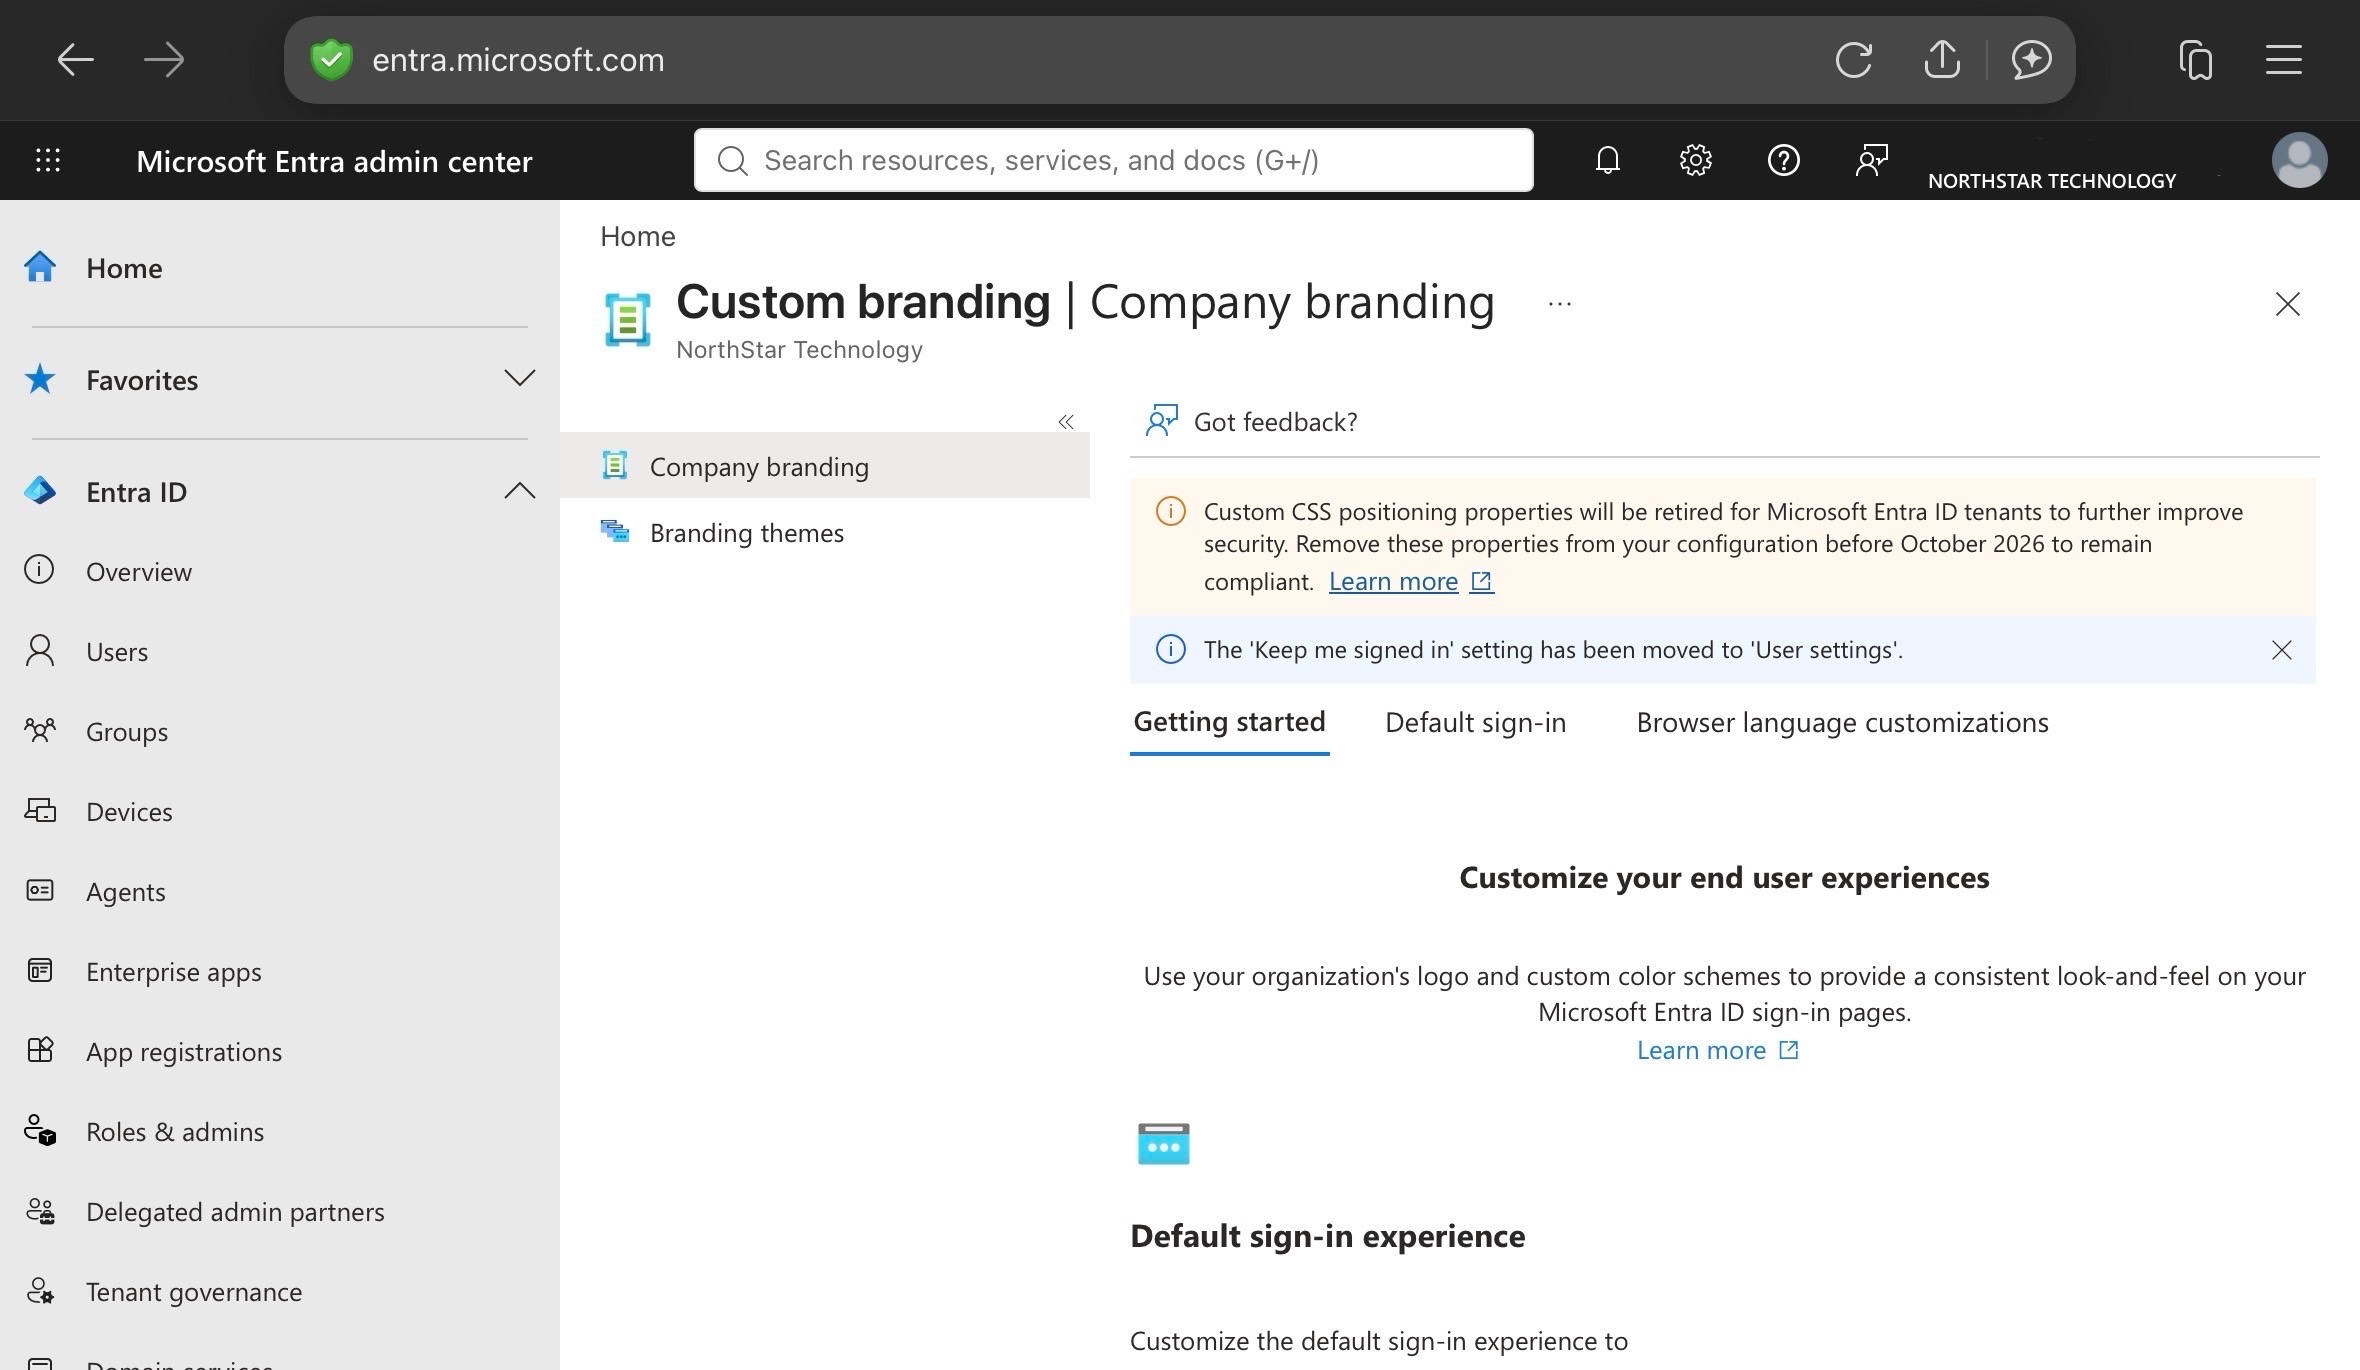 entra.microsoft.com
Microsoft Entra admin center
Search resources, services, and docs (G+/)
NORTHSTAR TECHNOLOGY
Home
Favorites
Entra ID
Overview
Users
Groups
Devices
Agents
Enterprise apps
App registrations
Roles & admins
Delegated admin partners
Tenant governance
Domain services
Home
Custom branding | Company branding
...
NorthStar Technology
«
Company branding
Branding themes
Got feedback?
Custom CSS positioning properties will be retired for Microsoft Entra ID tenants to further improve
security. Remove these properties from your configuration before October 2026 to remain
compliant. Learn more
The 'Keep me signed in' setting has been moved to 'User settings'.
Getting started Default sign-in Browser language customizations
Customize your end user experiences
Use your organization's logo and custom color schemes to provide a consistent look-and-feel on your
Microsoft Entra ID sign-in pages.
Learn more
Default sign-in experience
Customize the default sign-in experience to